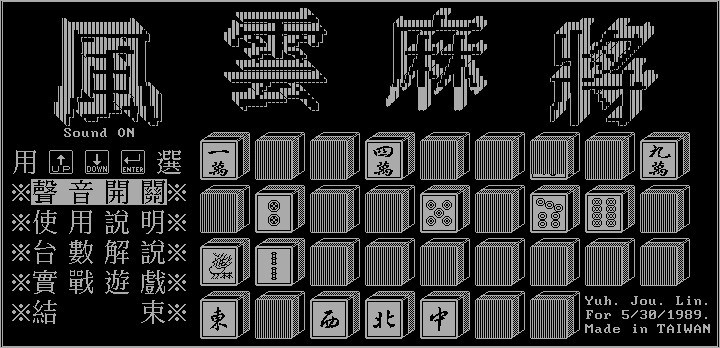 風雲麻將
Sound ON
用 UP DOWN ENTER 選
※聲音開關※
※使用說明※
※台數解說※
※實戰遊戲※
※結束※
一萬 四萬 九萬
東 西 北 中
Yuh. Jou. Lin.
For 5/30/1989.
Made in TAIWAN